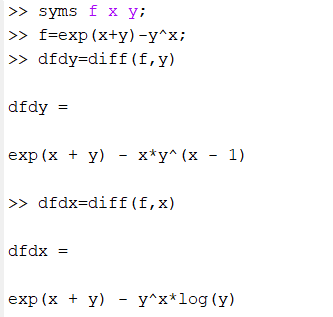 >> syms f x y;
>> f=exp(x+y)-y^x;
>> dfdy=diff(f,y)
dfdy =
exp(x + y) - x*y^(x - 1)
>> dfdx=diff(f,x)
dfdx =
exp(x + y) - y^x*log(y)